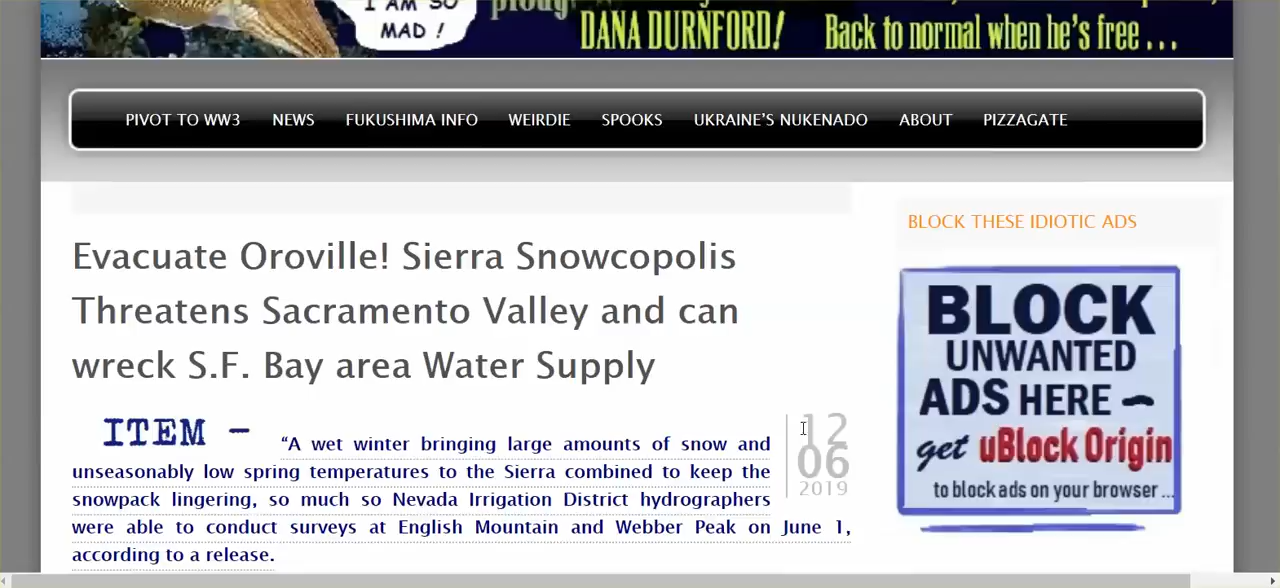 I AM SO
MAD !
DANA DURNFORD! Back to normal when he's free . . .
PIVOT TO WW3 NEWS FUKUSHIMA INFO WEIRDIE SPOOKS UKRAINE'S NUKENADO ABOUT PIZZAGATE
Evacuate Oroville! Sierra Snowcopolis
Threatens Sacramento Valley and can
wreck S.F. Bay area Water Supply
12
06
2019
ITEM – “A wet winter bringing large amounts of snow and
unseasonably low spring temperatures to the Sierra combined to keep the
snowpack lingering, so much so Nevada Irrigation District hydrographers
were able to conduct surveys at English Mountain and Webber Peak on June 1,
according to a release.
BLOCK THESE IDIOTIC ADS
BLOCK
UNWANTED
ADS HERE ~
get uBlock Origin
to block ads on your browser ...